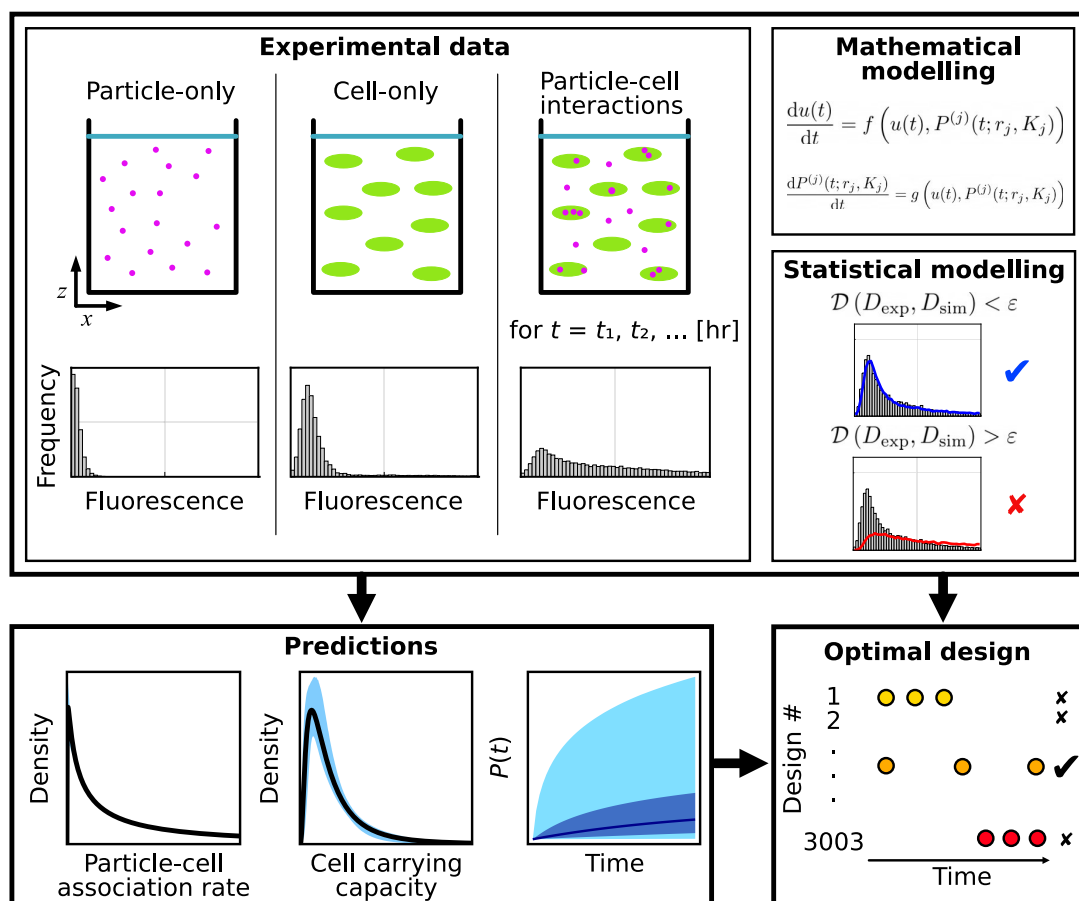 Experimental data
Particle-only
Cell-only
Particle-cell
interactions
z
x
for t = t₁, t₂, ... [hr]
Frequency
Fluorescence
Fluorescence
Fluorescence
Mathematical
modelling
du(t)/dt = f (u(t), P^(j)(t; r_j, K_j))
dP^(j)(t; r_j, K_j)/dt = g (u(t), P^(j)(t; r_j, K_j))
Statistical modelling
𝒟 (D_exp, D_sim) < ε
✔
𝒟 (D_exp, D_sim) > ε
✘
Predictions
Density
Particle-cell
association rate
Density
Cell carrying
capacity
P(t)
Time
Optimal design
Design #
1
✘
2
✘
.
.
✔
.
3003
✘
Time